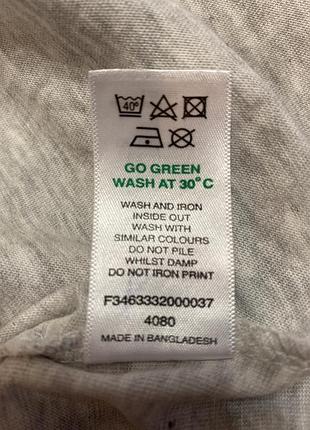 40°
GO GREEN
WASH AT 30°C
WASH AND IRON
INSIDE OUT
WASH WITH
SIMILAR COLOURS
DO NOT PILE
WHILST DAMP
DO NOT IRON PRINT
F3463332000037
4080
MADE IN BANGLADESH